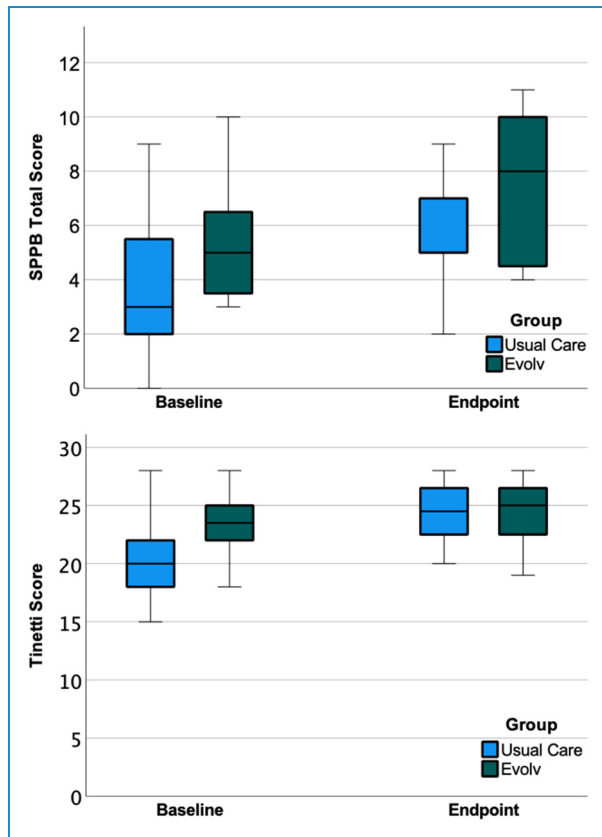 SPPB Total Score
12
10
8
6
4
2
0
Group
Usual Care
Evolv
Baseline
Endpoint
Tinetti Score
30
25
20
15
10
5
0
Group
Usual Care
Evolv
Baseline
Endpoint